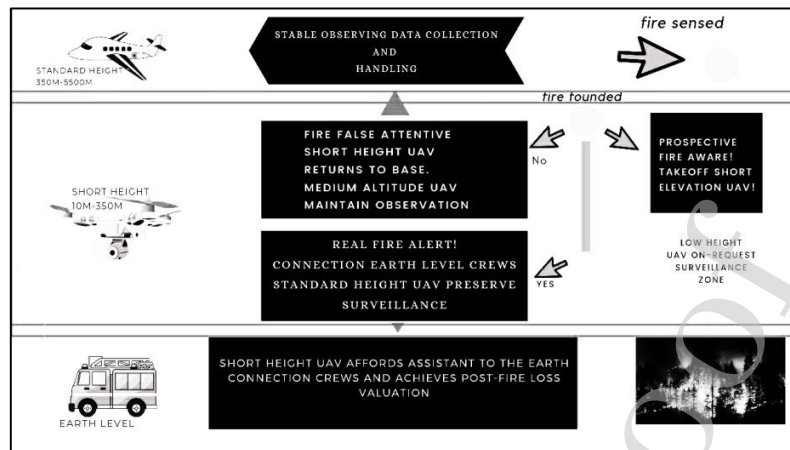 STABLE OBSERVING DATA COLLECTION
AND
HANDLING
fire sensed
STANDARD HEIGHT
350M-5500M
fire founded
FIRE FALSE ATTENTIVE
SHORT HEIGHT UAV
RETURNS TO BASE.
MEDIUM ALTITUDE UAV
MAINTAIN OBSERVATION
No
PROSPECTIVE
FIRE AWARE!
TAKEOFF SHORT
ELEVATION UAV!
SHORT HEIGHT
10M-350M
REAL FIRE ALERT!
CONNECTION EARTH LEVEL CREWS
STANDARD HEIGHT UAV PRESERVE
SURVEILLANCE
YES
LOW HEIGHT
UAV ON-REQUEST
SURVEILLANCE
ZONE
SHORT HEIGHT UAV AFFORDS ASSISTANT TO THE EARTH
CONNECTION CREWS AND ACHIEVES POST-FIRE LOSS
VALUATION
EARTH LEVEL